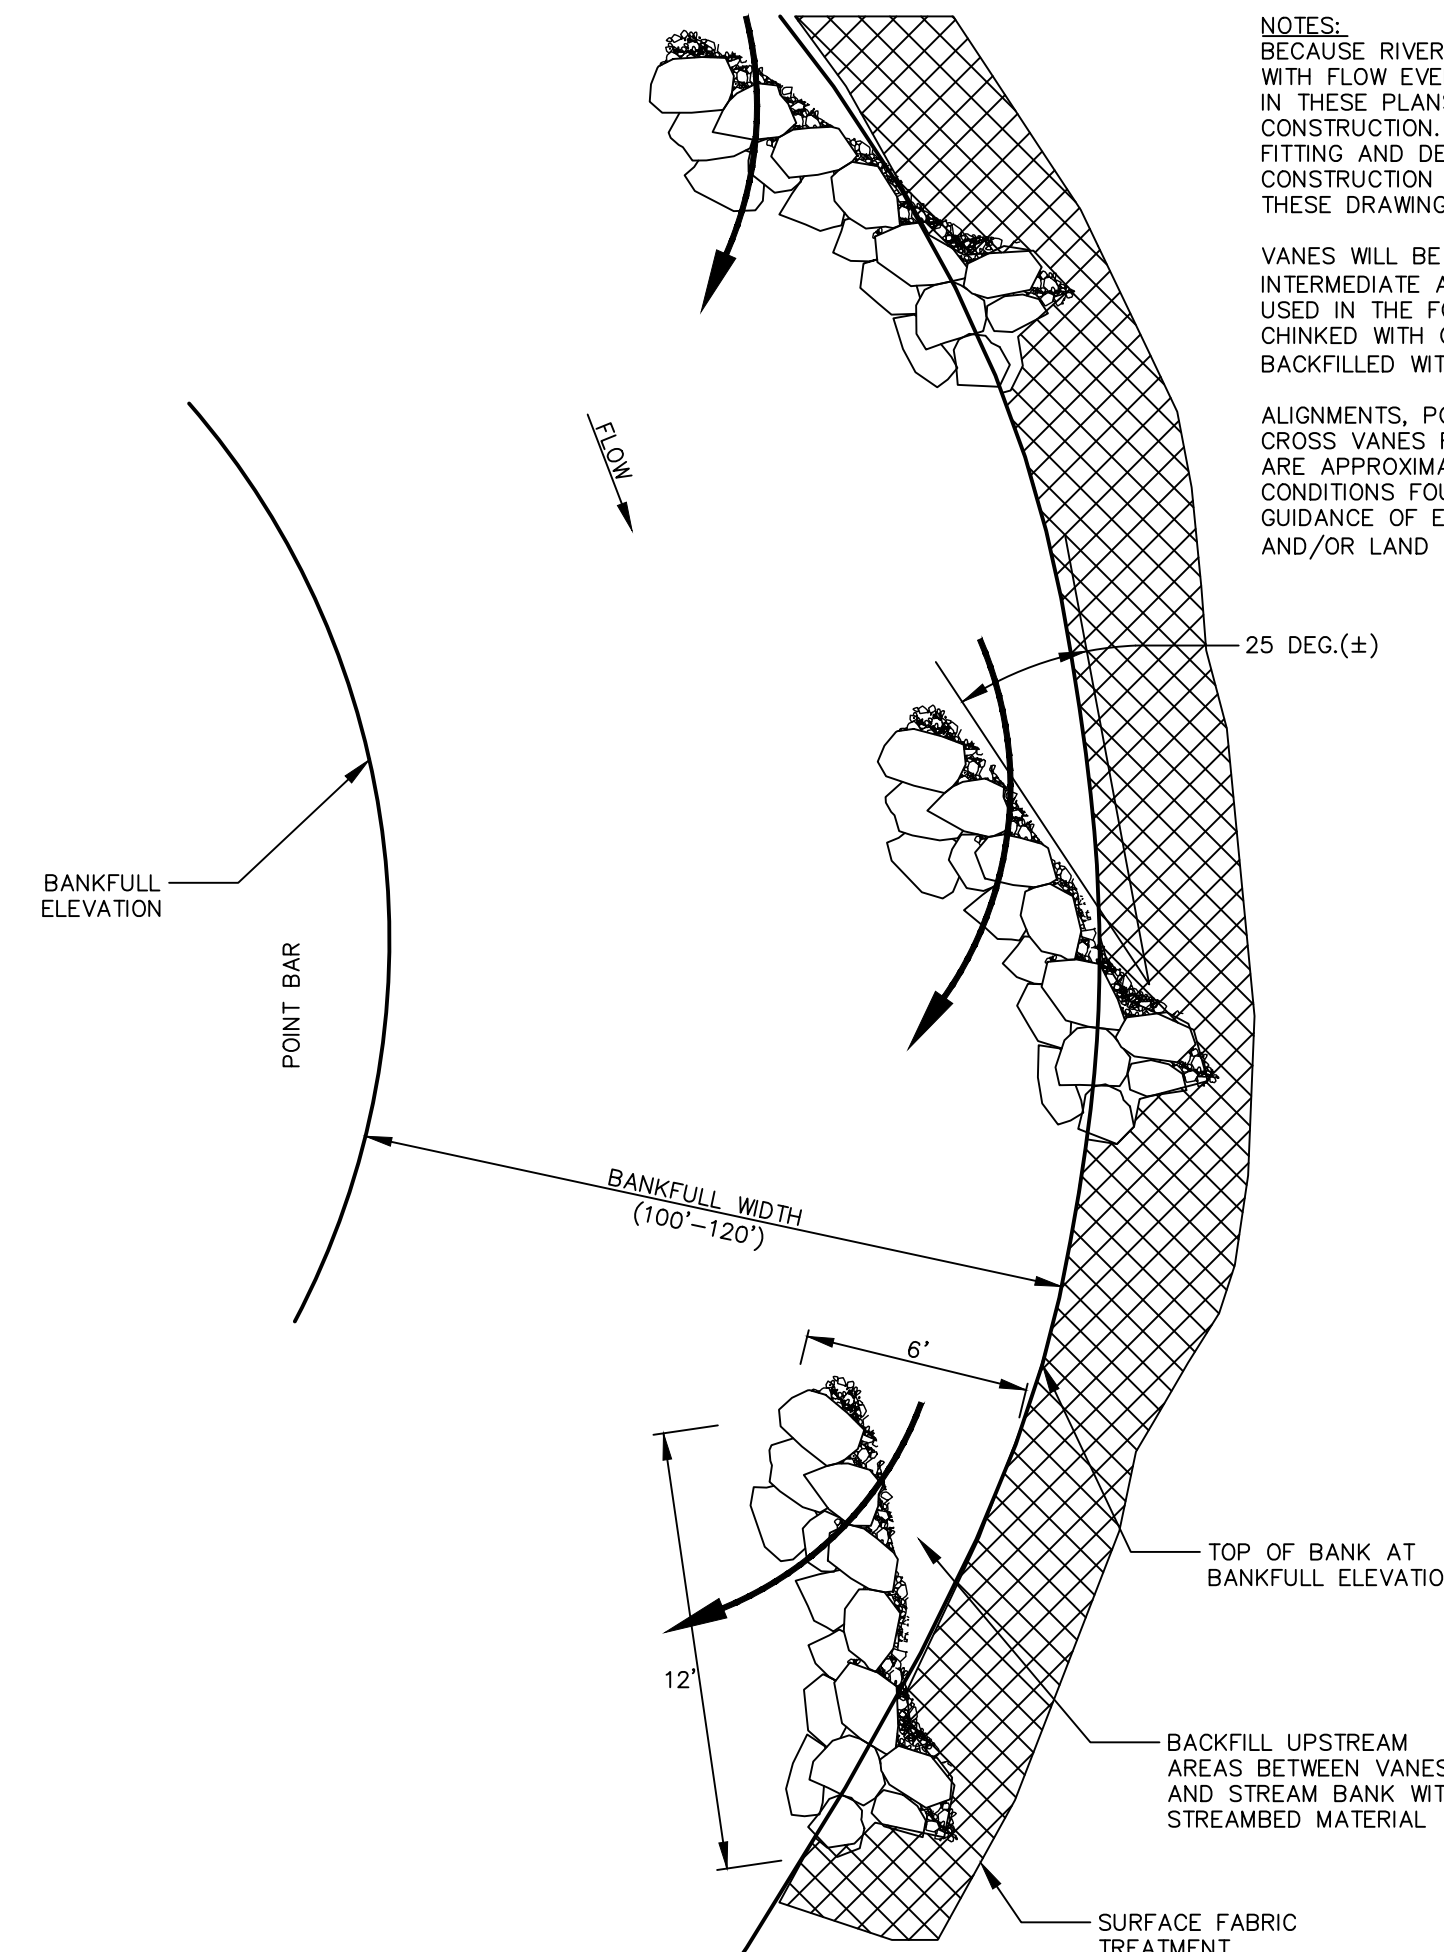 NOTES:
BECAUSE RIVER
WITH FLOW EVE
IN THESE PLANS
CONSTRUCTION.
FITTING AND DE
CONSTRUCTION
THESE DRAWING
VANES WILL BE
INTERMEDIATE A
USED IN THE FO
CHINKED WITH
BACKFILLED WIT
ALIGNMENTS, PO
CROSS VANES
ARE APPROXIMA
CONDITIONS FOU
GUIDANCE OF E
AND/OR LAND
FLOW
25 DEG.(±)
BANKFULL
ELEVATION
POINT BAR
BANKFULL WIDTH
(100'-120')
6'
12'
TOP OF BANK AT
BANKFULL ELEVATIO
BACKFILL UPSTREAM
AREAS BETWEEN VANES
AND STREAM BANK WIT
STREAMBED MATERIAL
SURFACE FABRIC
TREATMENT